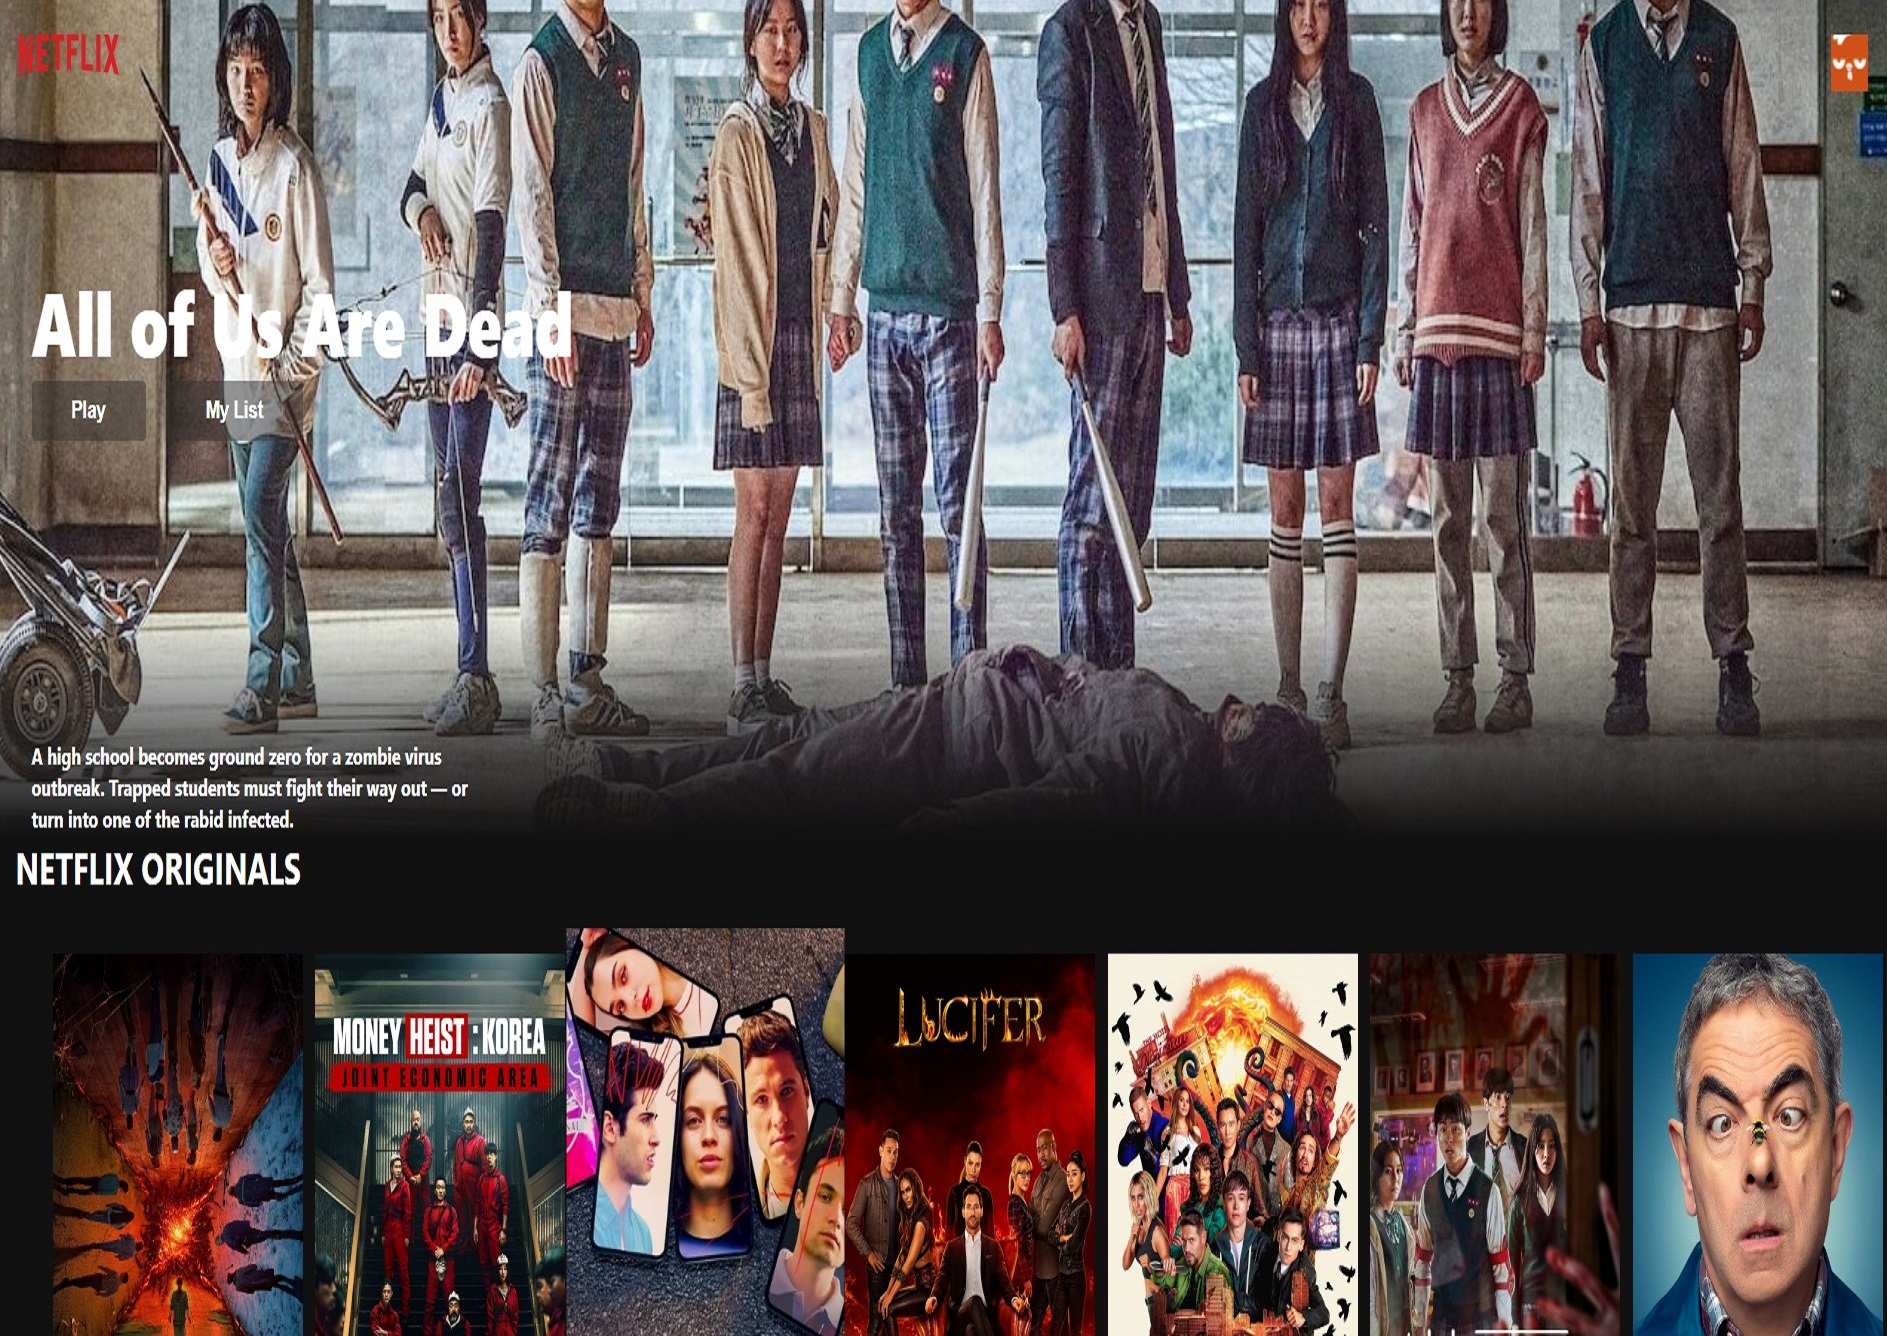 NETFLIX
All of Us Are Dead
Play
My List
A high school becomes ground zero for a zombie virus
outbreak. Trapped students must fight their way out — or
turn into one of the rabid infected.
NETFLIX ORIGINALS
MONEY HEIST : KOREA
JOINT ECONOMIC AREA
LUCIFER